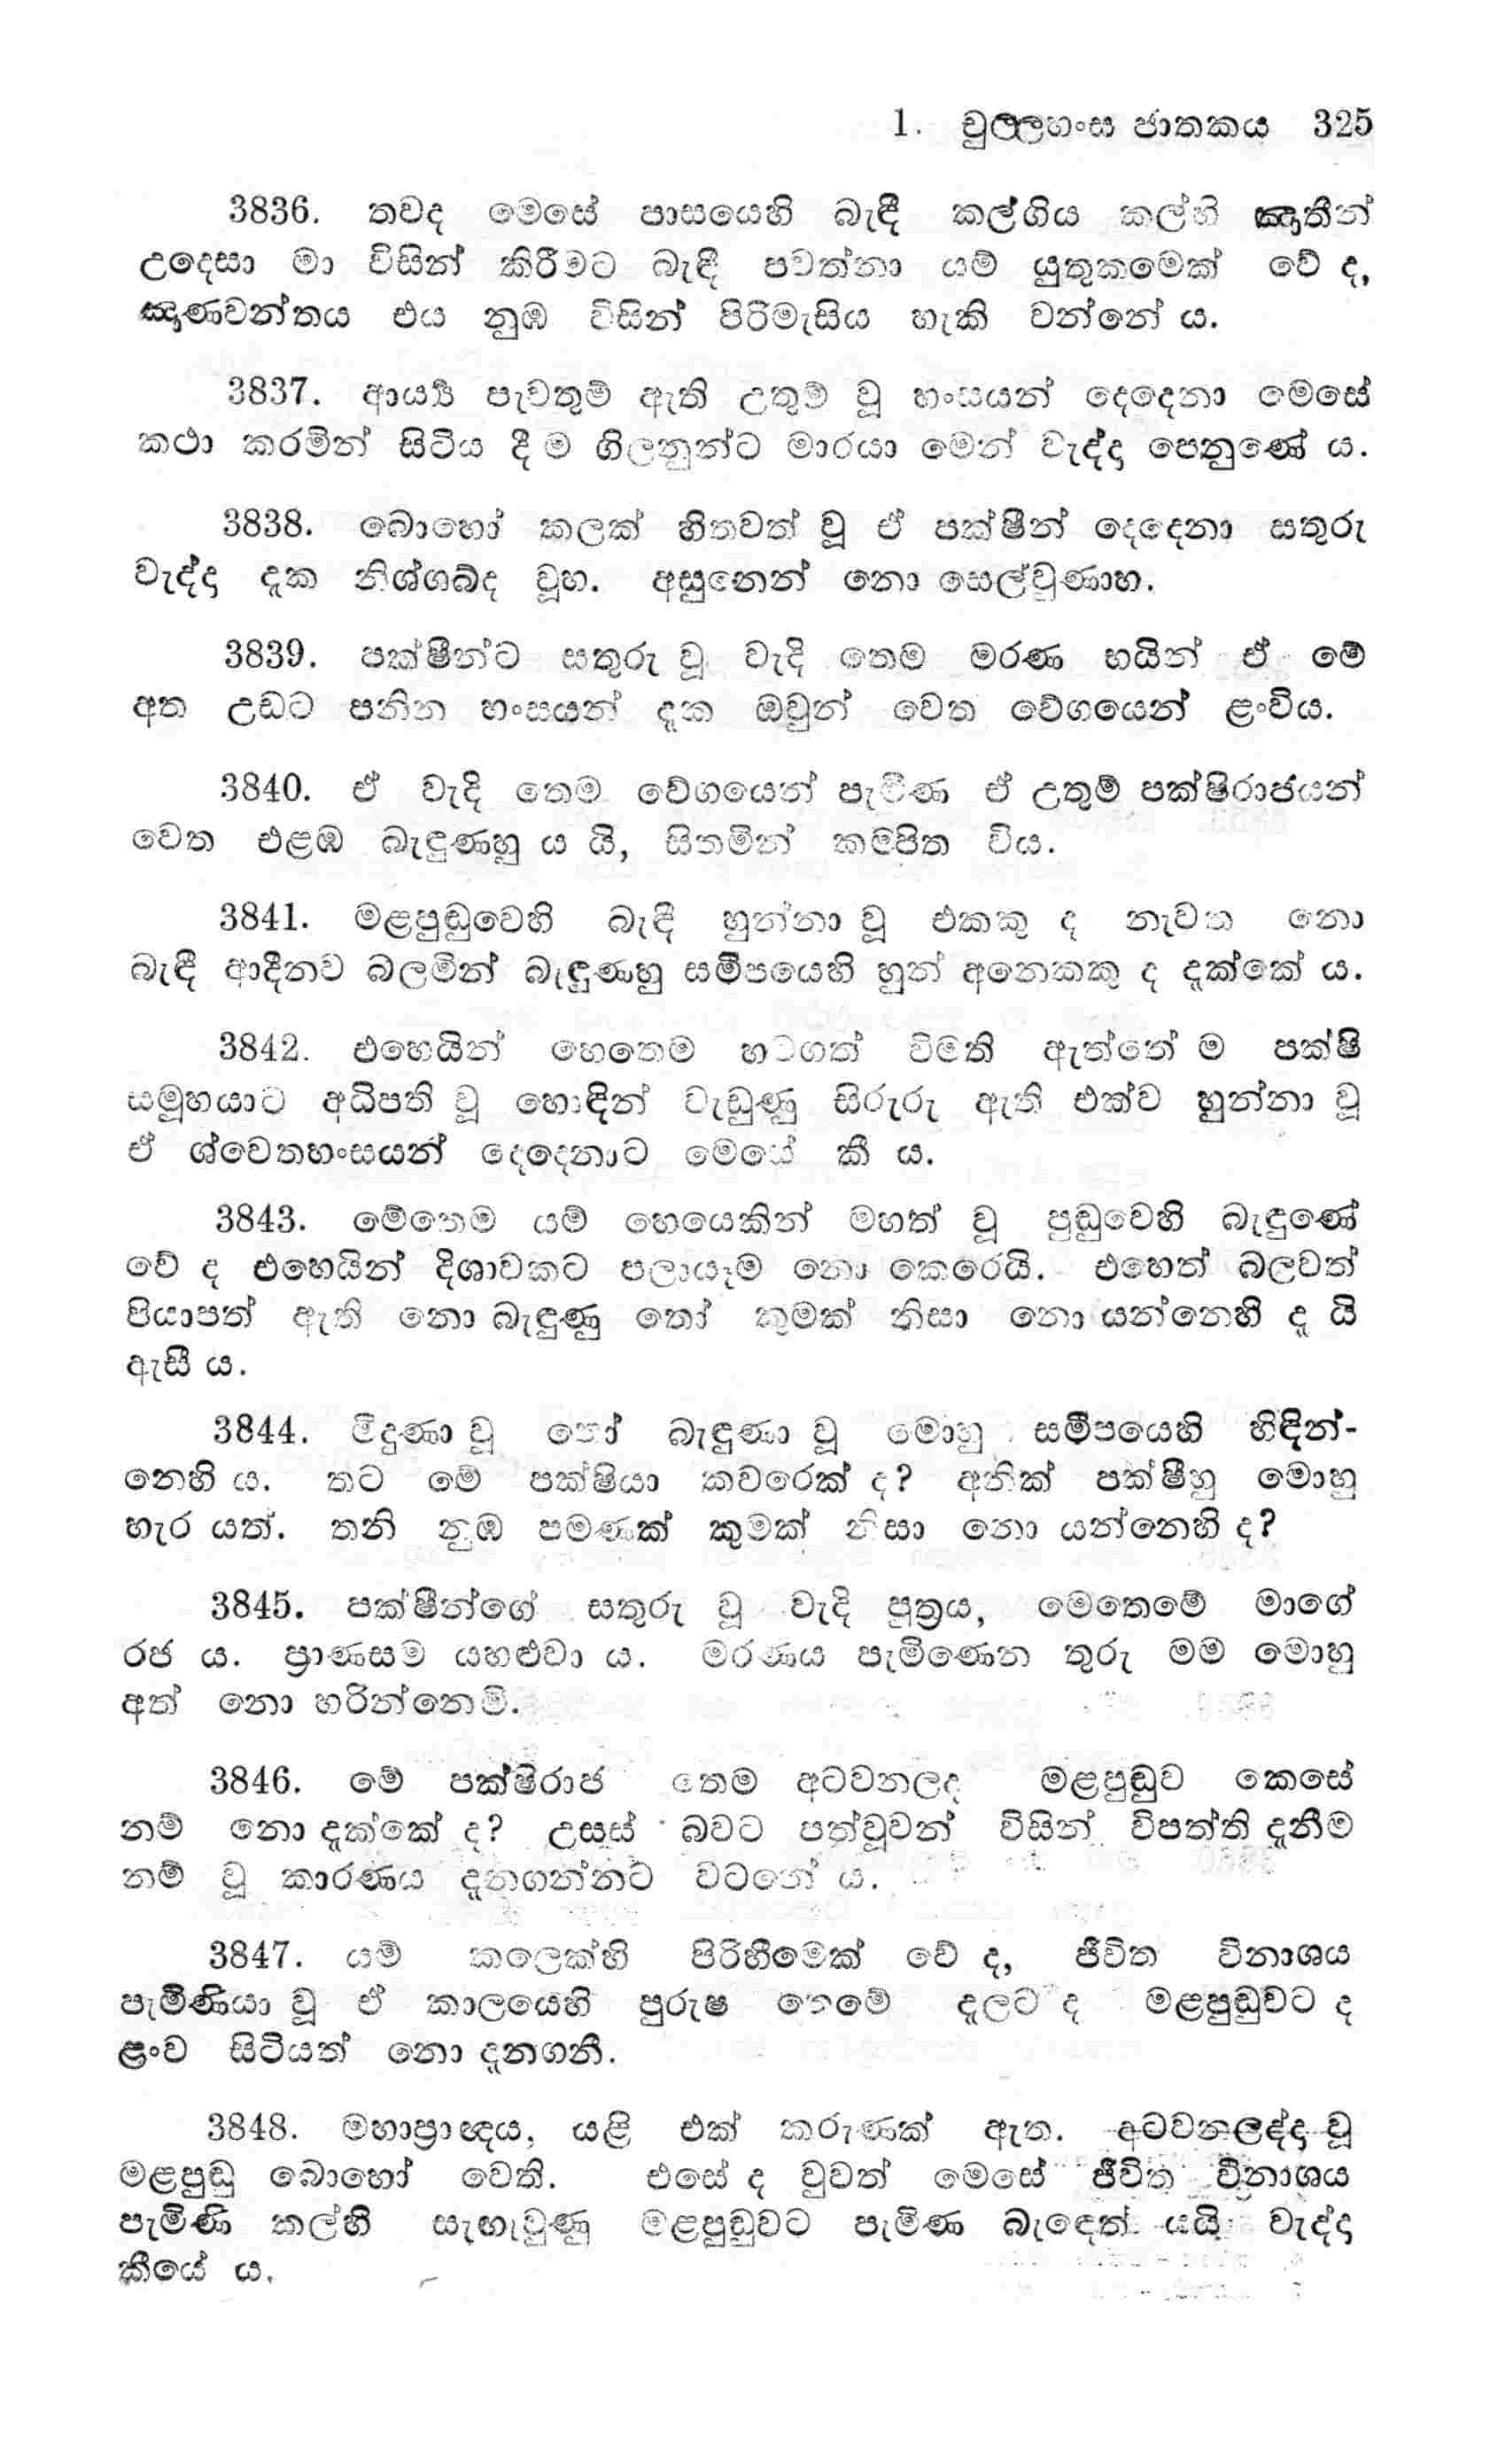 1. චුල්ලහංස ජාතකය 325
3836. තවද මෙසේ පාසයෙහි බැඳී කල්ගිය කල්හි ඤාතීන්
උදෙසා මා විසින් කිරීමට බැඳී පවත්නා යම් යුතුකමෙක් වේ ද,
ඤාණවන්තය එය නුඹ විසින් පිරිමැසිය හැකි වන්නේ ය.
3837. ආර්‍ය්‍ය පැවතුම් ඇති උතුම් වූ හංසයන් දෙදෙනා මෙසේ
කථා කරමින් සිටිය දී ම ගිලනුන්ට මාරයා මෙන් වැද්දා පෙනුණේ ය.
3838. බොහෝ කලක් හිතවත් වූ ඒ පක්ෂීන් දෙදෙනා සතුරු
වැද්දා දැක නිශ්ශබ්ද වූහ. අසුනෙන් නො සෙල්වුණාහ.
3839. පක්ෂීන්ට සතුරු වූ වැදි තෙම මරණ භයින් ඒ මේ
අත උඩට පනින හංසයන් දැක ඔවුන් වෙත වේගයෙන් ළංවිය.
3840. ඒ වැදි තෙම වේගයෙන් පැමිණ ඒ උතුම් පක්ෂිරාජයන්
වෙත එළඹ බැඳුණහු ය යි, සිතමින් කම්පිත විය.
3841. මළපුඬුවෙහි බැඳී හුන්නා වූ එකකු ද නැවත නො
බැඳී ආදීනව බලමින් බැඳුණහු සමීපයෙහි හුන් අනෙකකු ද දුක්කේ ය.
3842. එහෙයින් හෙතෙම හටගත් විමති ඇත්තේ ම පක්ෂි
සමූහයාට අධිපති වූ හොඳින් වැඩුණු සිරුරු ඇති එක්ව හුන්නා වූ
ඒ ශ්වෙතහංසයන් දෙදෙනාට මෙසේ කී ය.
3843. මේතෙම යම් හෙයෙකින් මහත් වූ පුඬුවෙහි බැඳුණේ
වේ ද එහෙයින් දිශාවකට පලායෑම නො කෙරෙයි. එහෙත් බලවත්
පියාපත් ඇති නො බැඳුණු තෝ කුමක් නිසා නො යන්නෙහි දැ යි
ඇසී ය.
3844. මිදුණා වූ තෝ බැඳුණා වූ මොහු සමීපයෙහි හිඳින්-
නෙහි ය. තට මේ පක්ෂියා කවරෙක් ද? අනික් පක්ෂීහු මොහු
හැර යත්. තනි නුඹ පමණක් කුමක් නිසා නො යන්නෙහි ද?
3845. පක්ෂීන්ගේ සතුරු වූ වැදි පුත්‍රය, මෙතෙමේ මාගේ
රජ ය. ප්‍රාණසම යහළුවා ය. මරණය පැමිණෙන තුරු මම මොහු
අත් නො හරින්නෙමි.
3846. මේ පක්ෂිරාජ තෙම අටවනලද මළපුඬුව කෙසේ
නම් නො දුක්කේ ද? උසස් බවට පත්වූවන් විසින් විපත්ති දැනීම
නම් වූ කාරණය දැනගන්නට වටනේ ය.
3847. යම් කලෙක්හි පිරිහීමෙක් වේ ද, ජීවිත විනාශය
පැමිණියා වූ ඒ කාලයෙහි පුරුෂ තෙමේ දැලට ද මළපුඬුවට ද
ළංව සිටියත් නො දැනගනී.
3848. මහාප්‍රාඥය, යළි එක් කරුණක් ඇත. අටවනලද්දා වූ
මළපුඬු බොහෝ වෙති. එසේ ද වුවත් මෙසේ ජීවිත විනාශය
පැමිණි කල්හි සැඟවුණු මළපුඬුවට පැමිණ බැඳෙත් යයි වැද්දා
කීයේ ය.